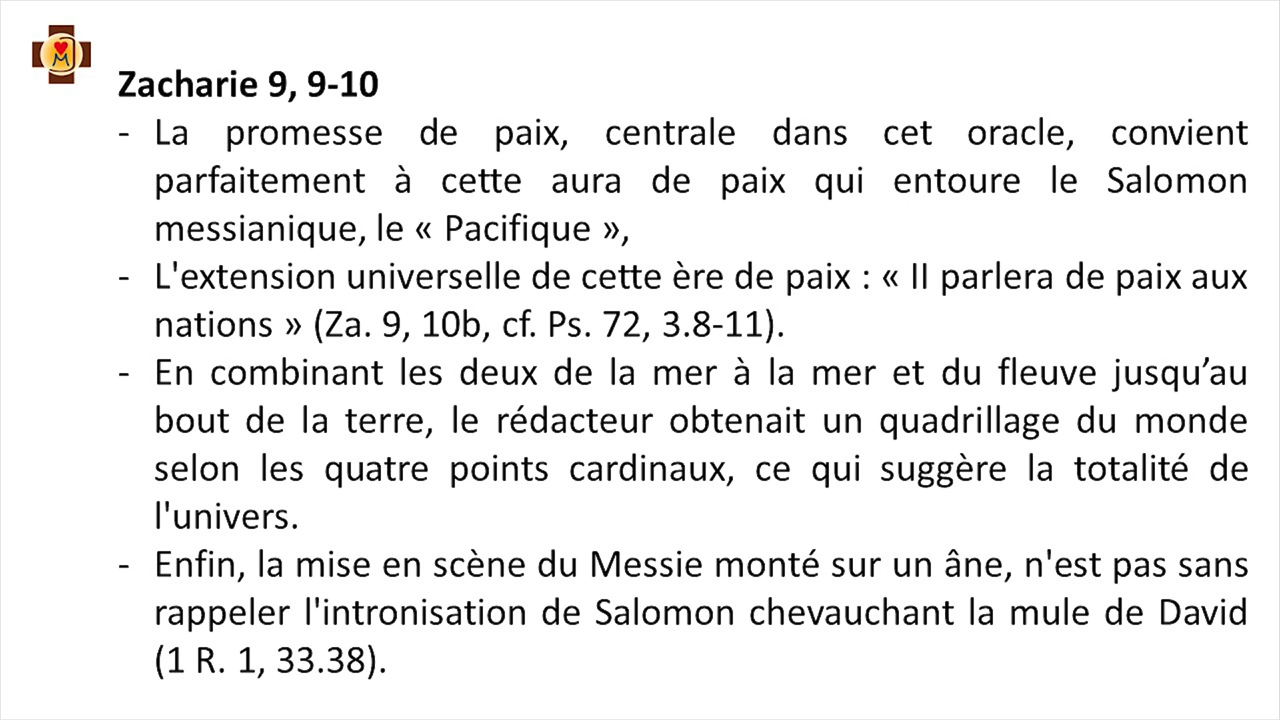 M
Zacharie 9, 9-10
- La promesse de paix, centrale dans cet oracle, convient
parfaitement à cette aura de paix qui entoure le Salomon
messianique, le « Pacifique »,
- L'extension universelle de cette ère de paix : « II parlera de paix aux
nations » (Za. 9, 10b, cf. Ps. 72, 3.8-11).
- En combinant les deux de la mer à la mer et du fleuve jusqu’au
bout de la terre, le rédacteur obtenait un quadrillage du monde
selon les quatre points cardinaux, ce qui suggère la totalité de
l'univers.
- Enfin, la mise en scène du Messie monté sur un âne, n'est pas sans
rappeler l'intronisation de Salomon chevauchant la mule de David
(1 R. 1, 33.38).